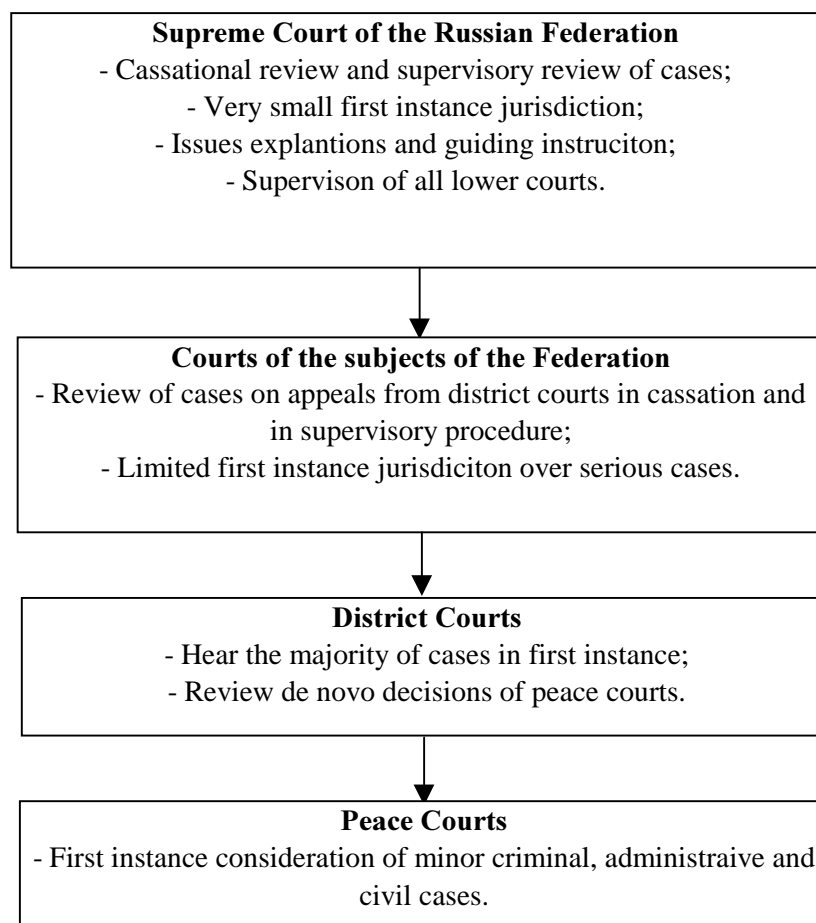 Supreme Court of the Russian Federation
- Cassational review and supervisory review of cases;
- Very small first instance jurisdiction;
- Issues explantions and guiding instruciton;
- Supervison of all lower courts.
Courts of the subjects of the Federation
- Review of cases on appeals from district courts in cassation and
in supervisory procedure;
- Limited first instance jurisdiciton over serious cases.
District Courts
- Hear the majority of cases in first instance;
- Review de novo decisions of peace courts.
Peace Courts
- First instance consideration of minor criminal, administraive and
civil cases.